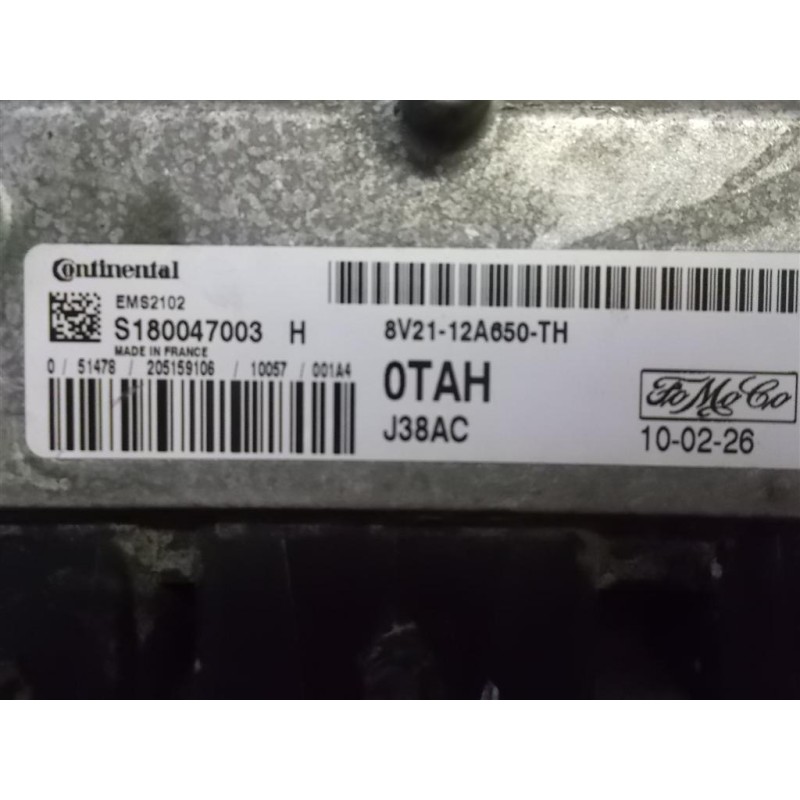 Continental
EMS2102
S180047003 H
MADE IN FRANCE
0 / 51478 / 205159106 / 10057 / 001A4
8V21-12A650-TH
0TAH
J38AC
FoMoCo
10-02-26